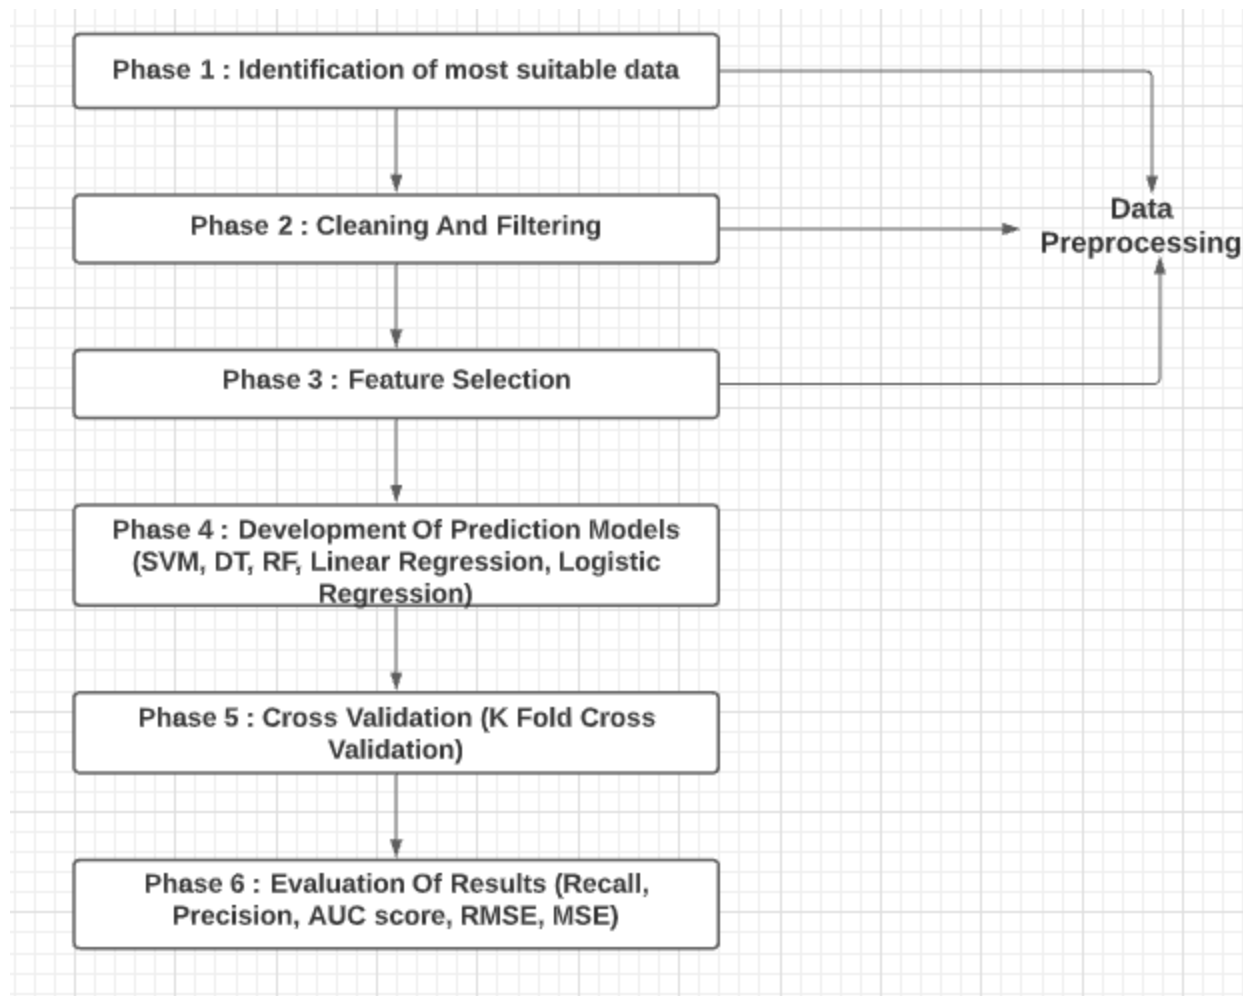 Phase 1 : Identification of most suitable data
Phase 2 : Cleaning And Filtering
Data
Preprocessing
Phase 3 : Feature Selection
Phase 4 : Development Of Prediction Models
(SVM, DT, RF, Linear Regression, Logistic
Regression)
Phase 5 : Cross Validation (K Fold Cross
Validation)
Phase 6 : Evaluation Of Results (Recall,
Precision, AUC score, RMSE, MSE)